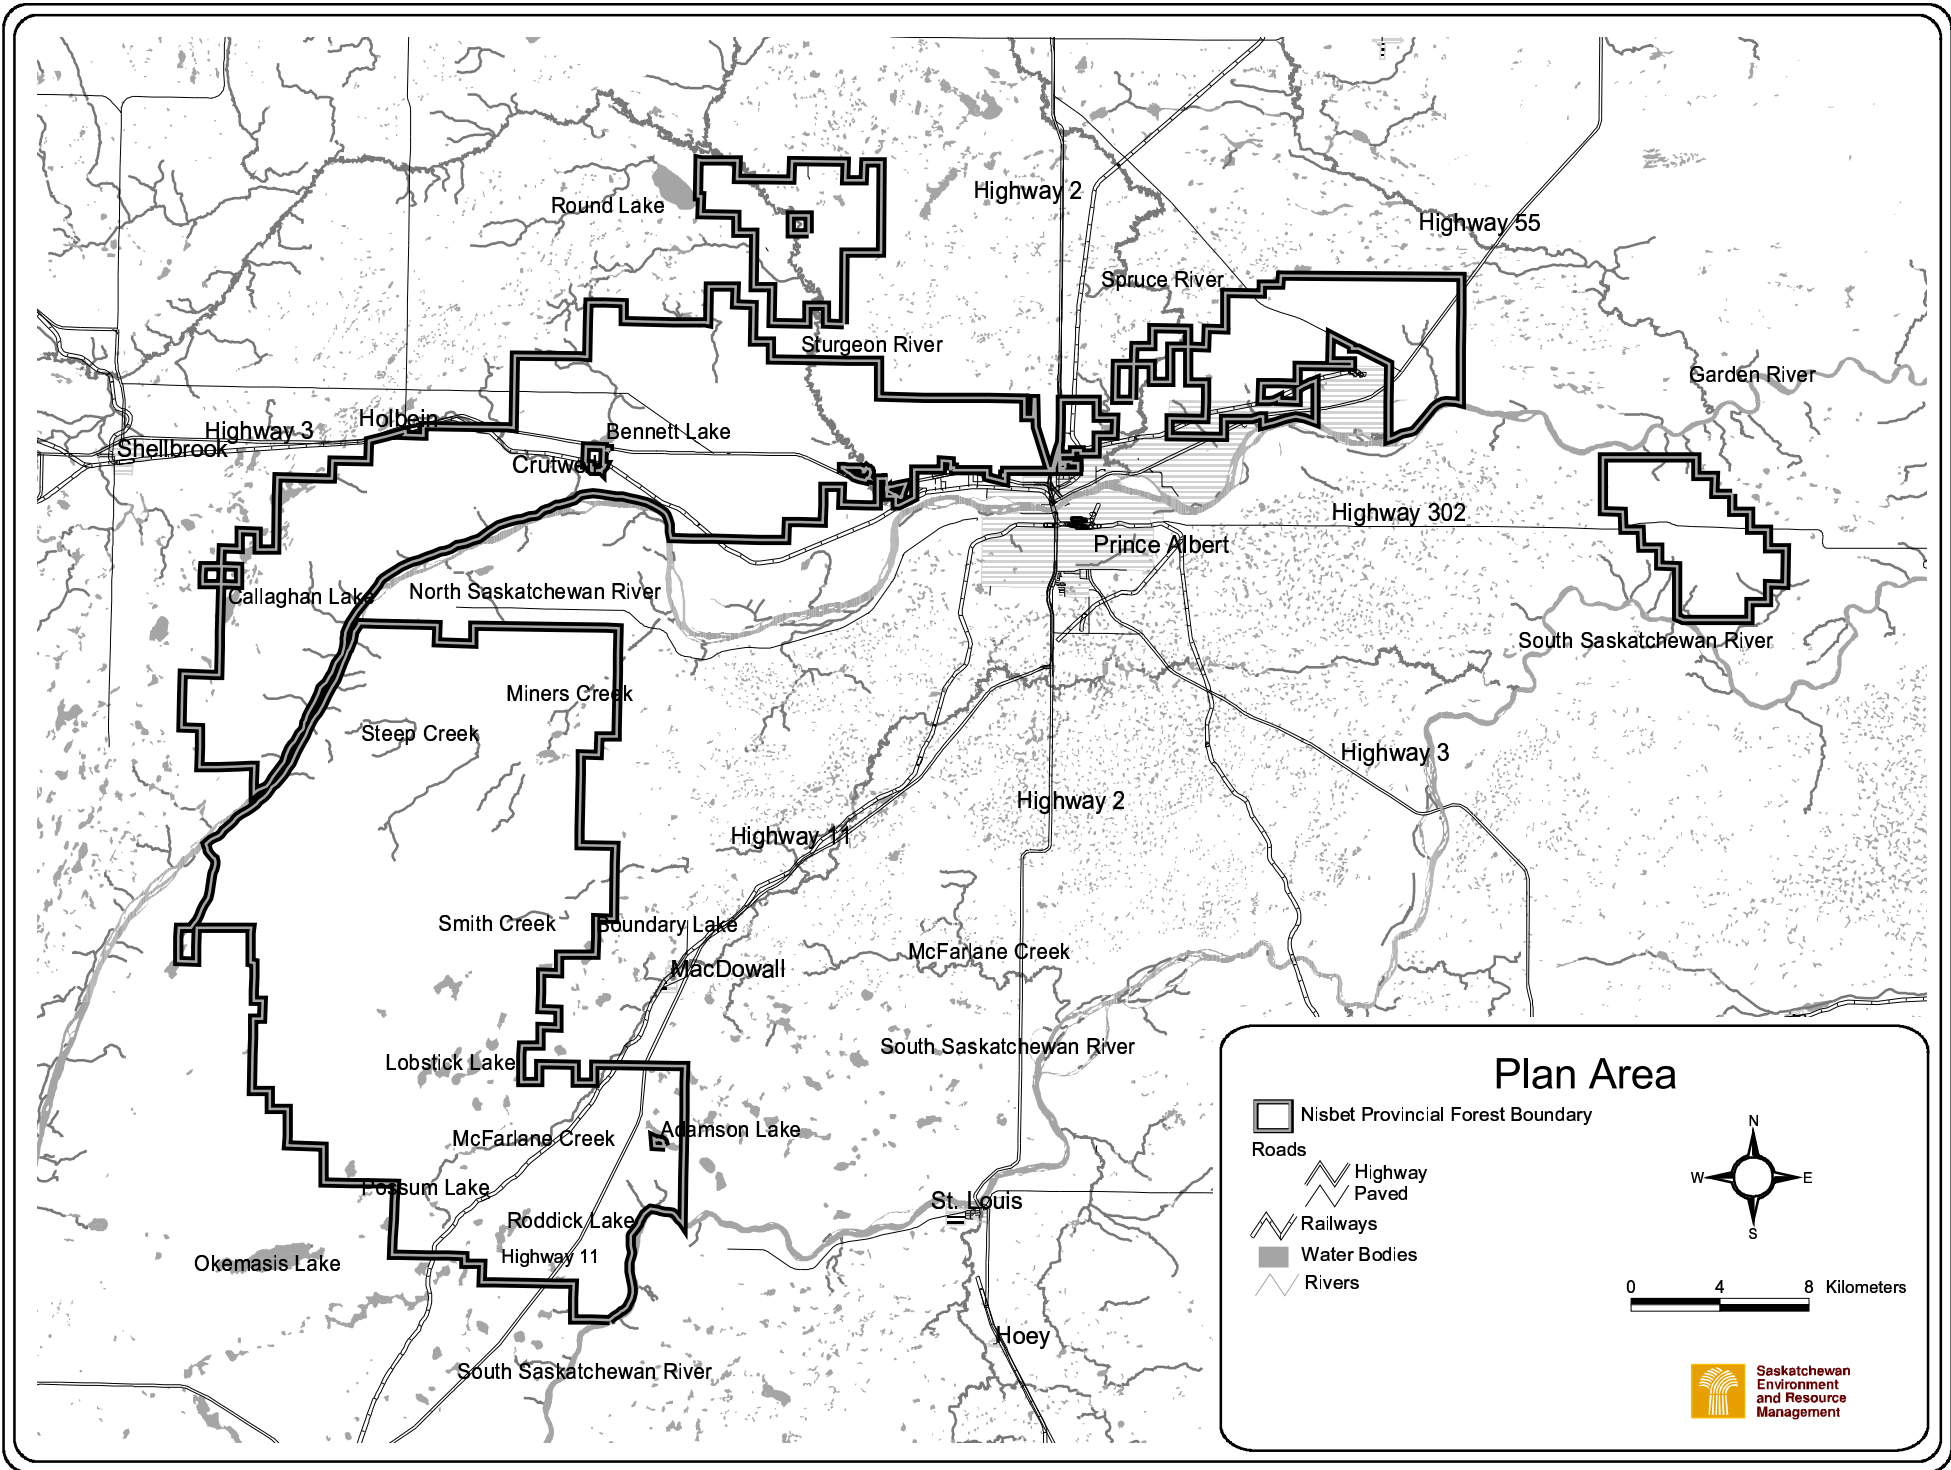 Round Lake
Highway 2
Highway 55
Spruce River
Sturgeon River
Garden River
Holbein
Highway 3
Shellbrook
Bennett Lake
Crutwell
Highway 302
Prince Albert
Callaghan Lake
North Saskatchewan River
South Saskatchewan River
Miners Creek
Steep Creek
Highway 3
Highway 2
Highway 11
Smith Creek
Boundary Lake
McFarlane Creek
MacDowall
South Saskatchewan River
Lobstick Lake
McFarlane Creek
Adamson Lake
Possum Lake
St. Louis
Roddick Lake
Highway 11
Okemasis Lake
Hoey
South Saskatchewan River
Plan Area
Nisbet Provincial Forest Boundary
Roads
Highway
Paved
Railways
Water Bodies
Rivers
N
W
E
S
0 4 8 Kilometers
Saskatchewan
Environment
and Resource
Management